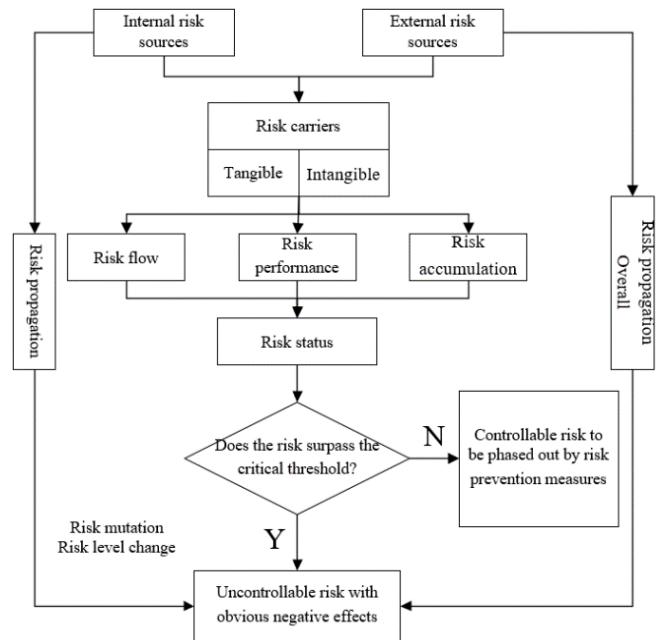 Internal risk
sources
External risk
sources
Risk carriers
Tangible
Intangible
Risk flow
Risk
performance
Risk
accumulation
Risk propagation
Risk propagation
Overall
Risk status
Does the risk surpass the
critical threshold?
N
Controllable risk to
be phased out by risk
prevention measures
Y
Risk mutation
Risk level change
Uncontrollable risk with
obvious negative effects